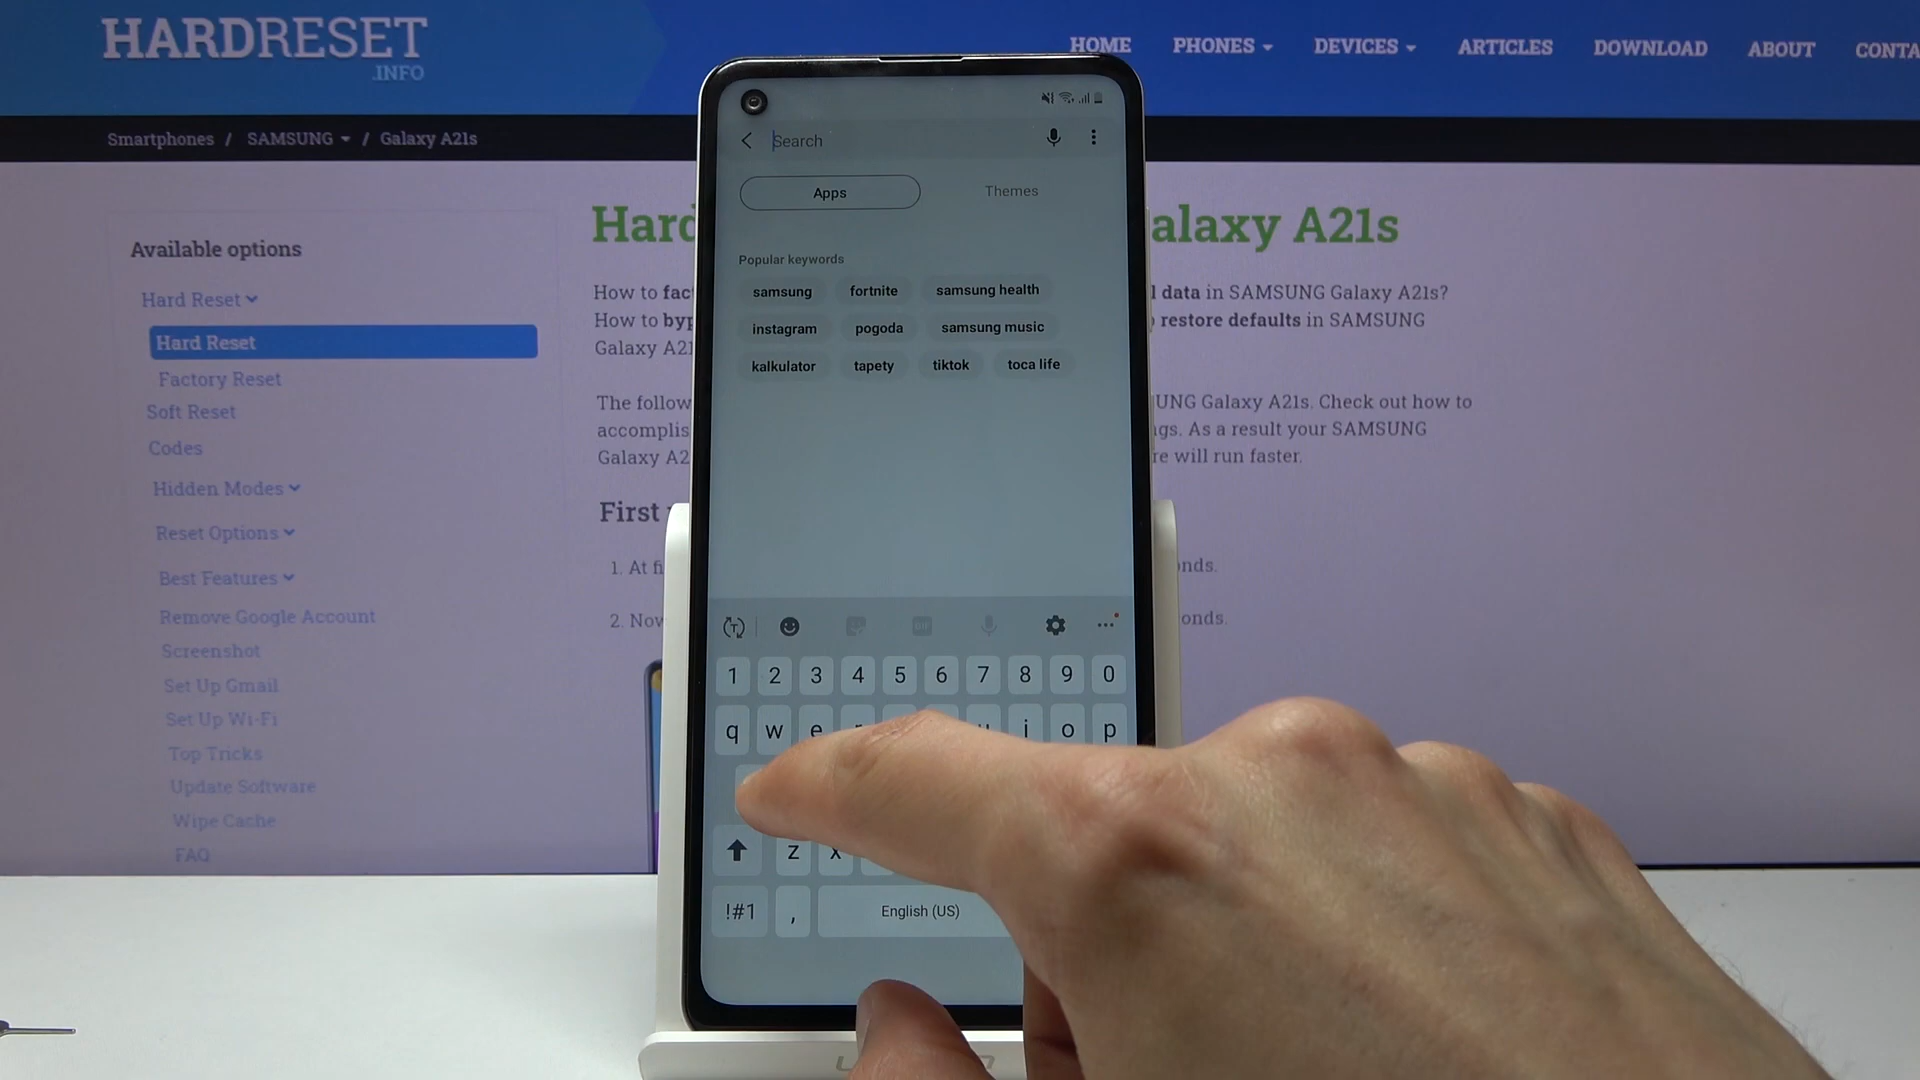 HARDRESET
.INFO
HOME PHONES DEVICES ARTICLES DOWNLOAD ABOUT CONTA
Smartphones / SAMSUNG / Galaxy A21s
Available options
Hard Reset
Hard Reset
Factory Reset
Soft Reset
Codes
Hidden Modes
Reset Options
Best Features
Remove Google Account
Screenshot
Set Up Gmail
Set Up Wi-Fi
Top Tricks
Update Software
Wipe Cache
FAQ
Hard alaxy A21s
How to fac l data in SAMSUNG Galaxy A21s?
How to byp restore defaults in SAMSUNG
Galaxy A21
The follow UNG Galaxy A21s. Check out how to
accomplis ngs. As a result your SAMSUNG
Galaxy A2 re will run faster.
First
1. At fi onds.
2. Now onds.
Search
Apps Themes
Popular keywords
samsung fortnite samsung health
instagram pogoda samsung music
kalkulator tapety tiktok toca life
GIF
1 2 3 4 5 6 7 8 9 0
q w e r u i o p
z x
!#1 , English (US)